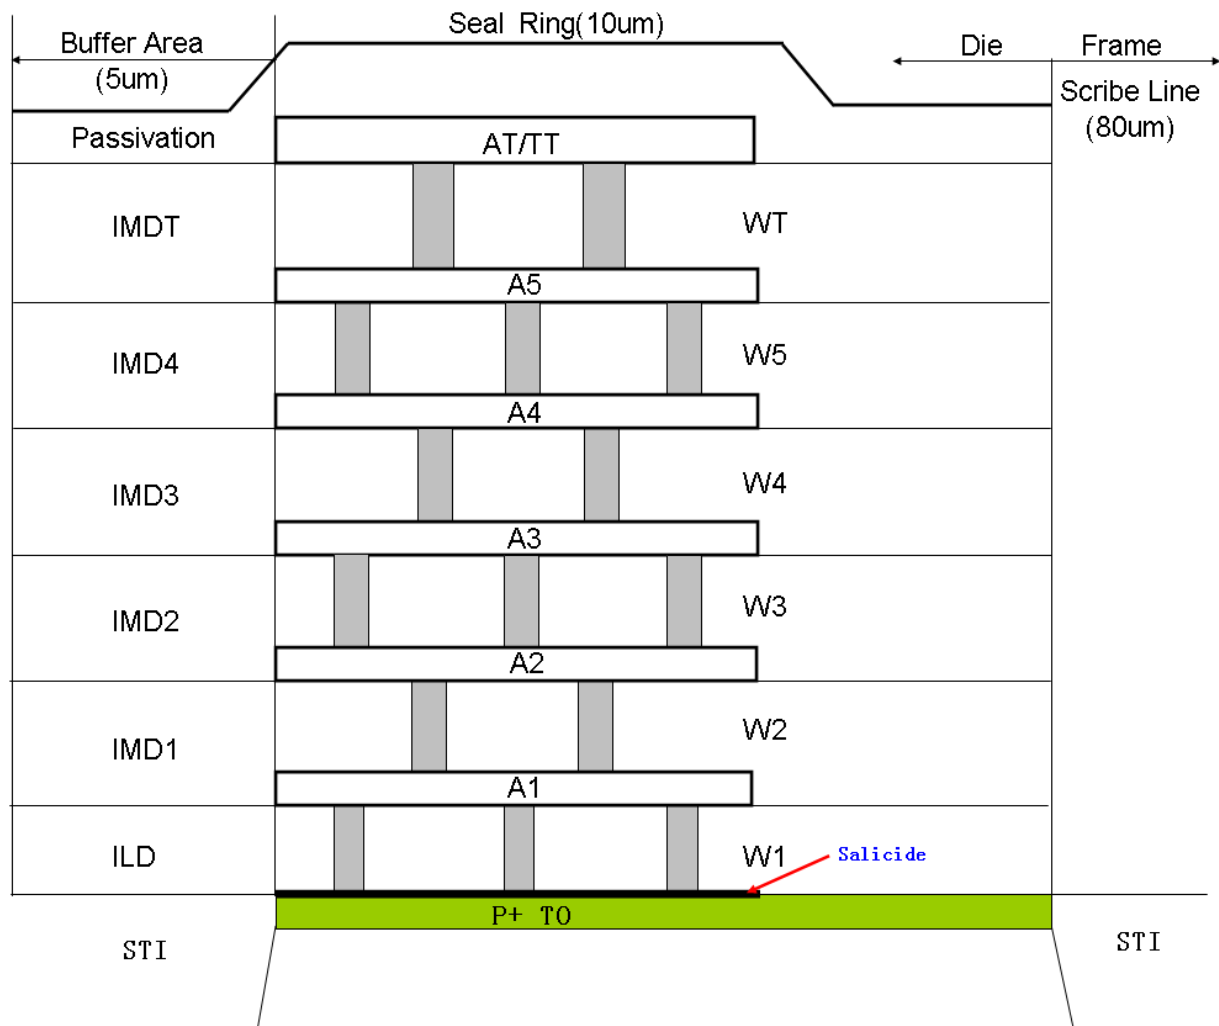 Seal Ring(10um)
Buffer Area
(5um)
Die
Frame
Scribe Line
(80um)
Passivation
AT/TT
IMDT
WT
A5
IMD4
W5
A4
IMD3
W4
A3
IMD2
W3
A2
IMD1
W2
A1
ILD
W1
Salicide
P+ TO
STI
STI